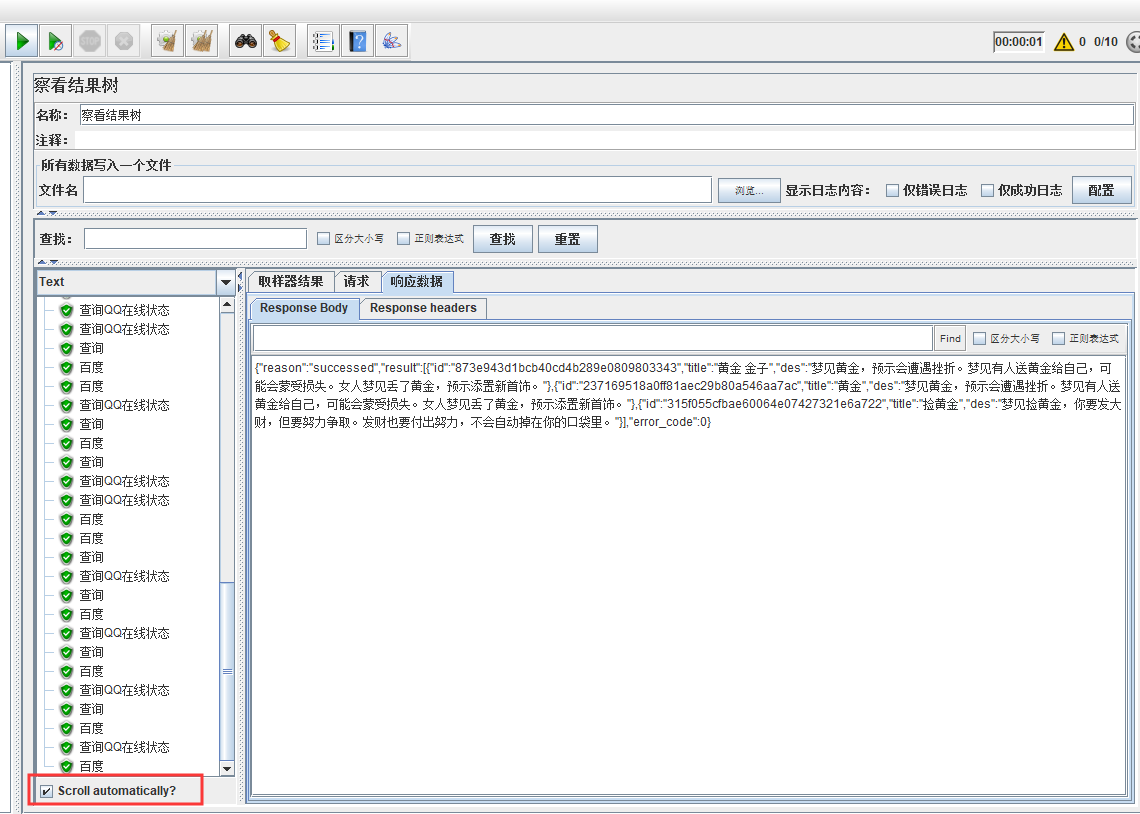 STOP
00:00:01 0 0/10
察看结果树
名称： 察看结果树
注释：
所有数据写入一个文件
文件名 浏览... 显示日志内容： 仅错误日志 仅成功日志 配置
查找： 区分大小写 正则表达式 查找 重置
Text
查询QQ在线状态
查询QQ在线状态
查询
百度
百度
查询QQ在线状态
查询
百度
查询
查询QQ在线状态
查询QQ在线状态
百度
百度
查询
查询QQ在线状态
查询
百度
查询QQ在线状态
查询
百度
查询QQ在线状态
查询
百度
查询QQ在线状态
百度
Scroll automatically?
取样器结果 请求 响应数据
Response Body Response headers
Find 区分大小写 正则表达式
{"reason":"successed","result":[{"id":"873e943d1bcb40cd4b289e0809803343","title":"黄金 金子","des":"梦见黄金，预示会遭遇挫折。梦见有人送黄金给自己，可
能会蒙受损失。女人梦见丢了黄金，预示添置新首饰。"},{"id":"237169518a0ff81aec29b80a546aa7ac","title":"黄金","des":"梦见黄金，预示会遭遇挫折。梦见有人送
黄金给自己，可能会蒙受损失。女人梦见丢了黄金，预示添置新首饰。"},{"id":"315f055cfbae60064e07427321e6a722","title":"捡黄金","des":"梦见捡黄金，你要发大
财，但要努力争取。发财也要付出努力，不会自动掉在你的口袋里。"}],"error_code":0}